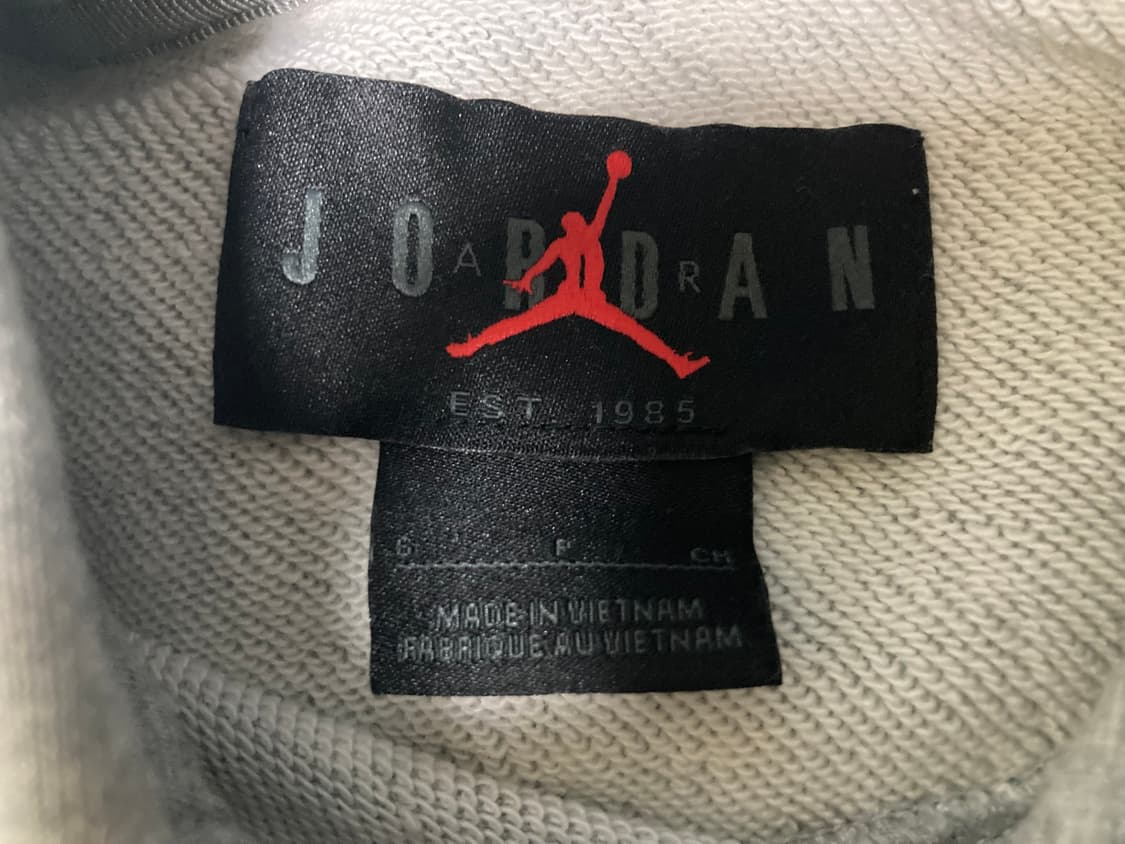 JORDAN
AIR
EST. 1985
S P CH
MADE IN VIETNAM
FABRIQUE AU VIETNAM